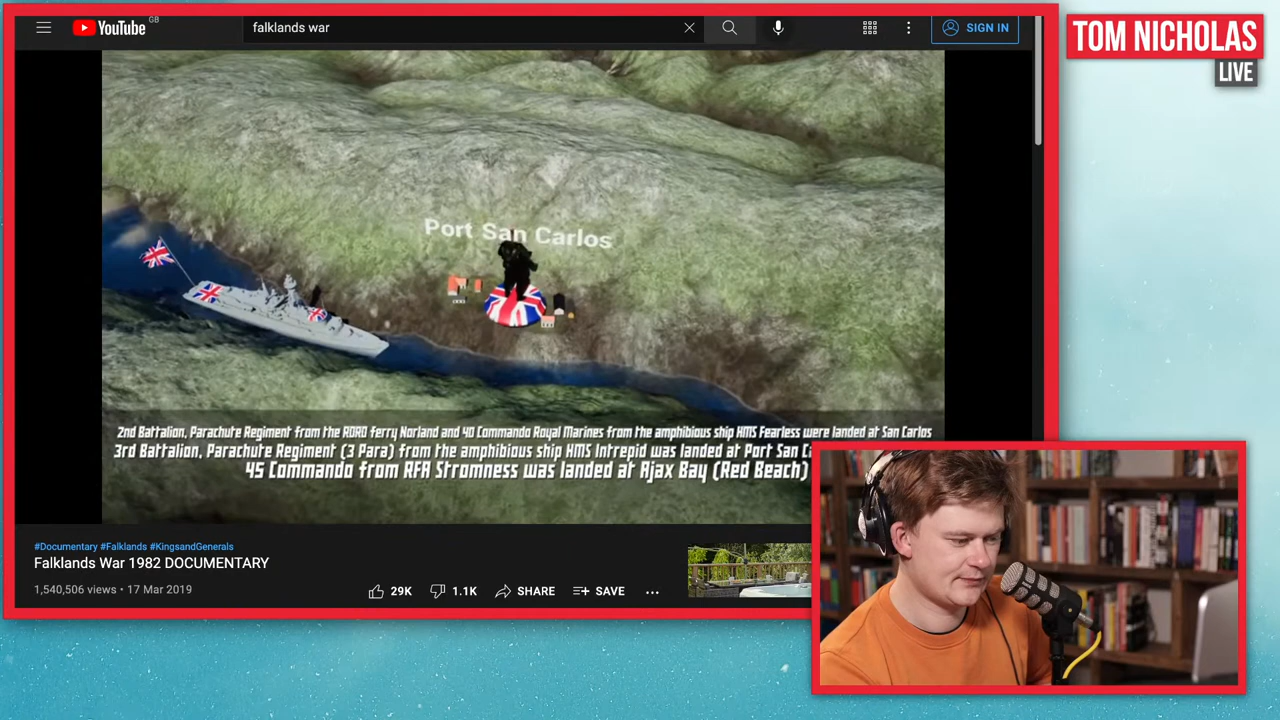 YouTube GB
falklands war
SIGN IN
TOM NICHOLAS
LIVE
Port San Carlos
2nd Battalion, Parachute Regiment from the RORO ferry Norland and 40 Commando Royal Marines from the amphibious ship HMS Fearless were landed at San Carlos
3rd Battalion, Parachute Regiment (3 Para) from the amphibious ship HMS Intrepid was landed at Port San
45 Commando from RFA Stromness was landed at Ajax Bay (Red Beach)
#Documentary #Falklands #KingsandGenerals
Falklands War 1982 DOCUMENTARY
1,540,506 views • 17 Mar 2019
29K
1.1K
SHARE
SAVE